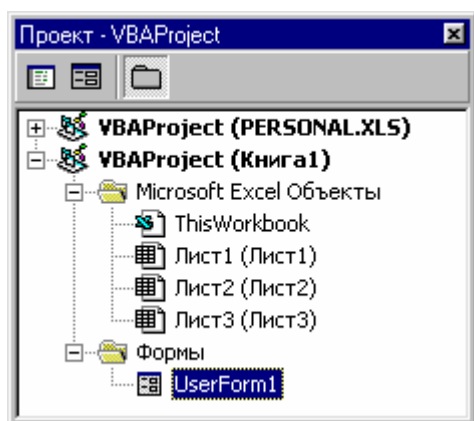 Проект - VBAProject
VBAProject (PERSONAL.XLS)
VBAProject (Книга1)
Microsoft Excel Объекты
ThisWorkbook
Лист1 (Лист1)
Лист2 (Лист2)
Лист3 (Лист3)
Формы
UserForm1